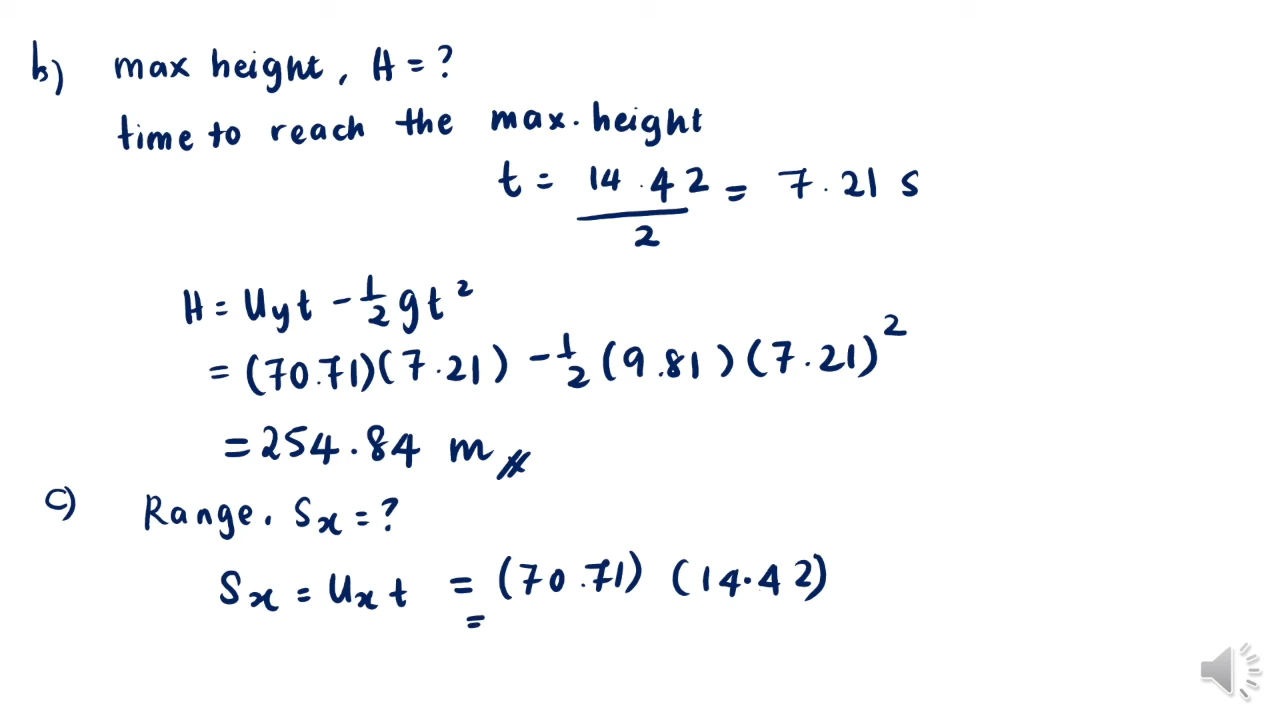 b) max height, H = ?
time to reach the max. height
t = 14.42/2 = 7.21 s
H = Uyt - 1/2 gt²
= (70.71)(7.21) - 1/2 (9.81)(7.21)²
= 254.84 m
c) Range. Sx = ?
Sx = Ux t = (70.71) (14.42)
=